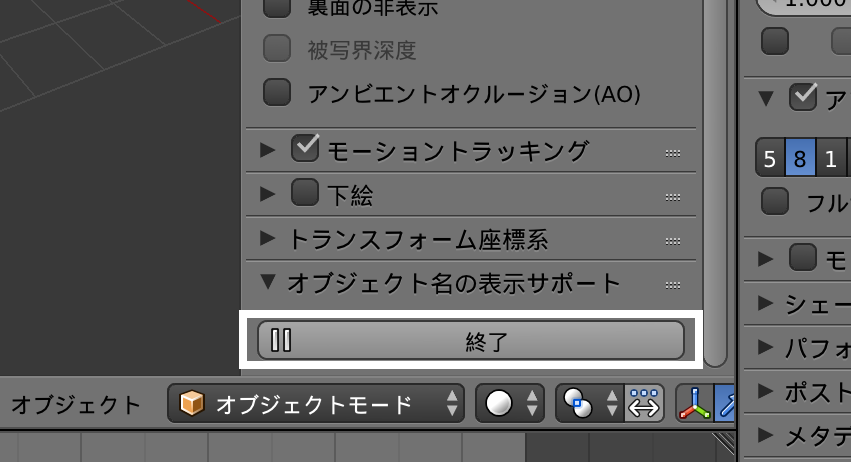 裏面の非表示
被写界深度
アンビエントオクルージョン(AO)
モーショントラッキング
下絵
トランスフォーム座標系
オブジェクト名の表示サポート
終了
オブジェクト
オブジェクトモード
1.000
ア
5 8 1
フル
モ
シェー
パフォ
ポスト
メタデ